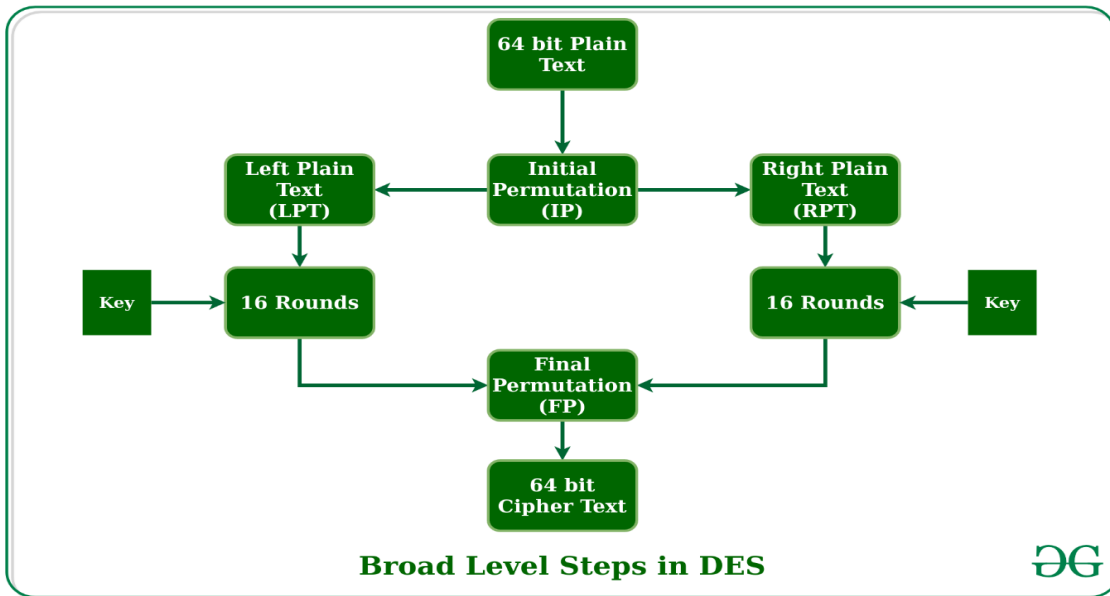 64 bit Plain
Text
Left Plain
Text
(LPT)
Initial
Permutation
(IP)
Right Plain
Text
(RPT)
Key
16 Rounds
16 Rounds
Key
Final
Permutation
(FP)
64 bit
Cipher Text
Broad Level Steps in DES